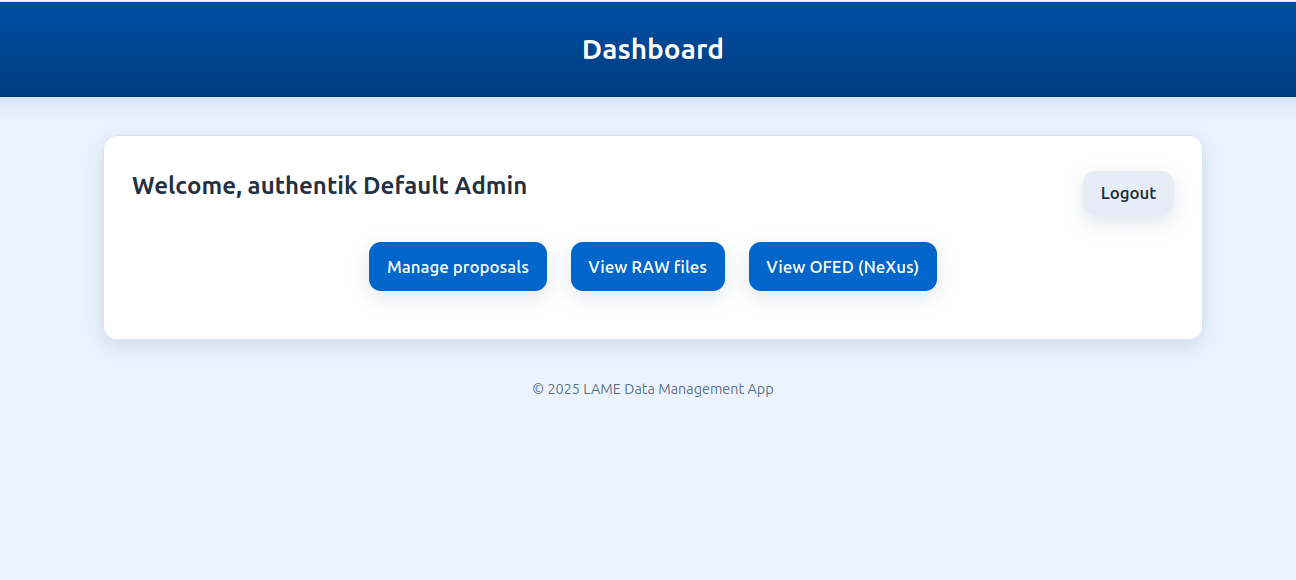 Dashboard
Welcome, authentik Default Admin
Logout
Manage proposals
View RAW files
View OFED (NeXus)
© 2025 LAME Data Management App